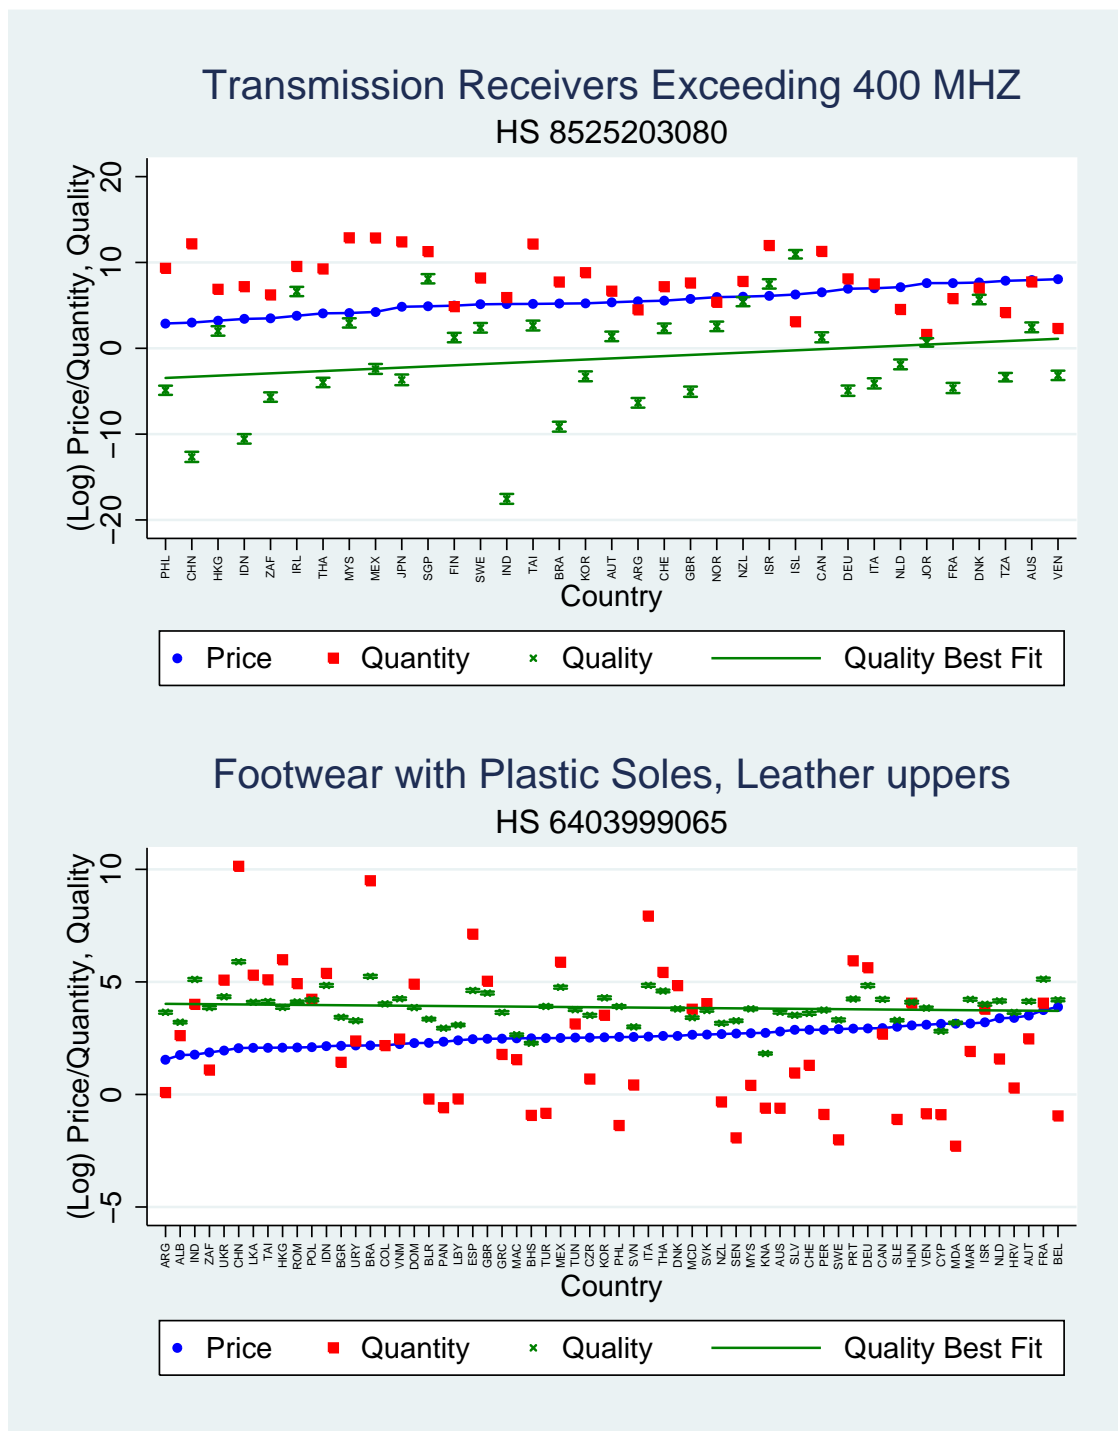 Transmission Receivers Exceeding 400 MHZ
HS 8525203080
(Log) Price/Quantity, Quality
20
10
0
−10
−20
PHL CHN HKG IDN ZAF IRL THA MYS MEX JPN SGP FIN SWE IND TAI BRA KOR AUT ARG CHE GBR NOR NZL ISR ISL CAN DEU ITA NLD JOR FRA DNK TZA AUS VEN
Country
Price Quantity Quality Quality Best Fit
Footwear with Plastic Soles, Leather uppers
HS 6403999065
(Log) Price/Quantity, Quality
10
5
0
−5
ARG ALB IND ZAF UKR CHN LKA TAI HKG ROM POL IDN BGR URY BRA COL VNM DOM BLR PAN LBY ESP GBR GRC MAC BHS TUR MEX TUN CZR KOR PHL SVN ITA THA DNK MCD SVK NZL SEN MYS KNA AUS SLV CHE PER SWE PRT DEU CAN SLE HUN VEN CYP MDA MAR ISR NLD HRV AUT FRA BEL
Country
Price Quantity Quality Quality Best Fit